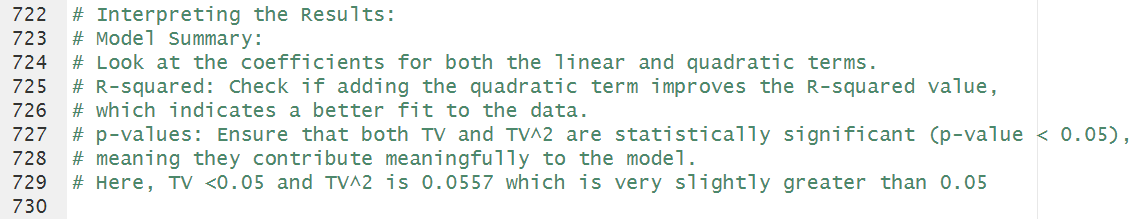 722 # Interpreting the Results:
723 # Model Summary:
724 # Look at the coefficients for both the linear and quadratic terms.
725 # R-squared: Check if adding the quadratic term improves the R-squared value,
726 # which indicates a better fit to the data.
727 # p-values: Ensure that both TV and TV^2 are statistically significant (p-value < 0.05),
728 # meaning they contribute meaningfully to the model.
729 # Here, TV <0.05 and TV^2 is 0.0557 which is very slightly greater than 0.05
730